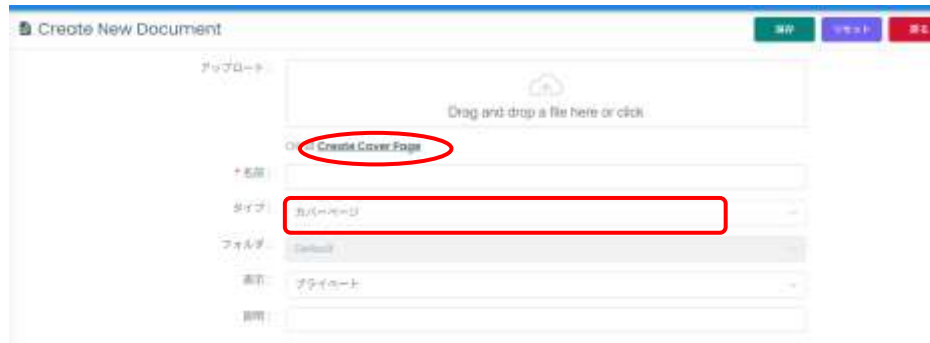 Create New Document
保存
リセット
戻る
アップロード:
Drag and drop a file here or click
Create Cover Page
* 名前:
タイプ:
カバーページ
フォルダ:
Default
表示:
プライベート
説明: